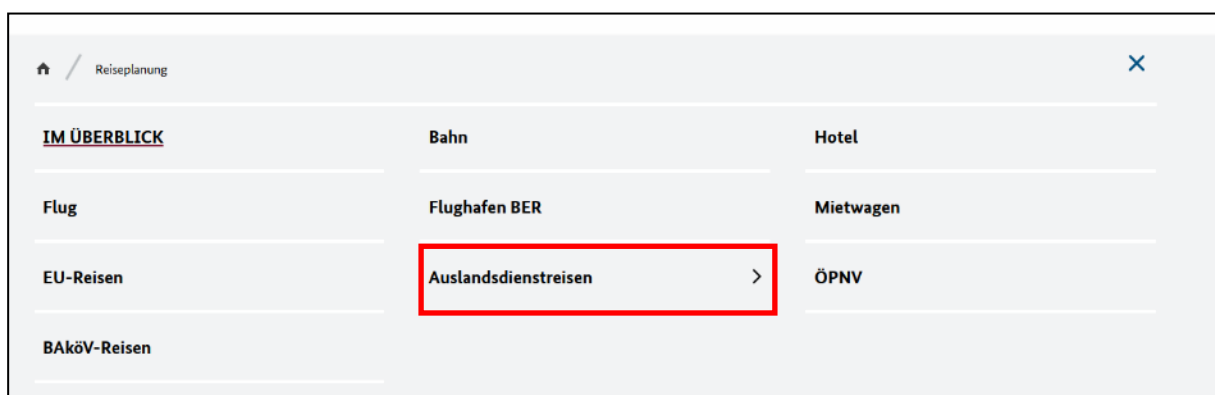 Reiseplanung
IM ÜBERBLICK
Bahn
Hotel
Flug
Flughafen BER
Mietwagen
EU-Reisen
Auslandsdienstreisen
ÖPNV
BAköV-Reisen